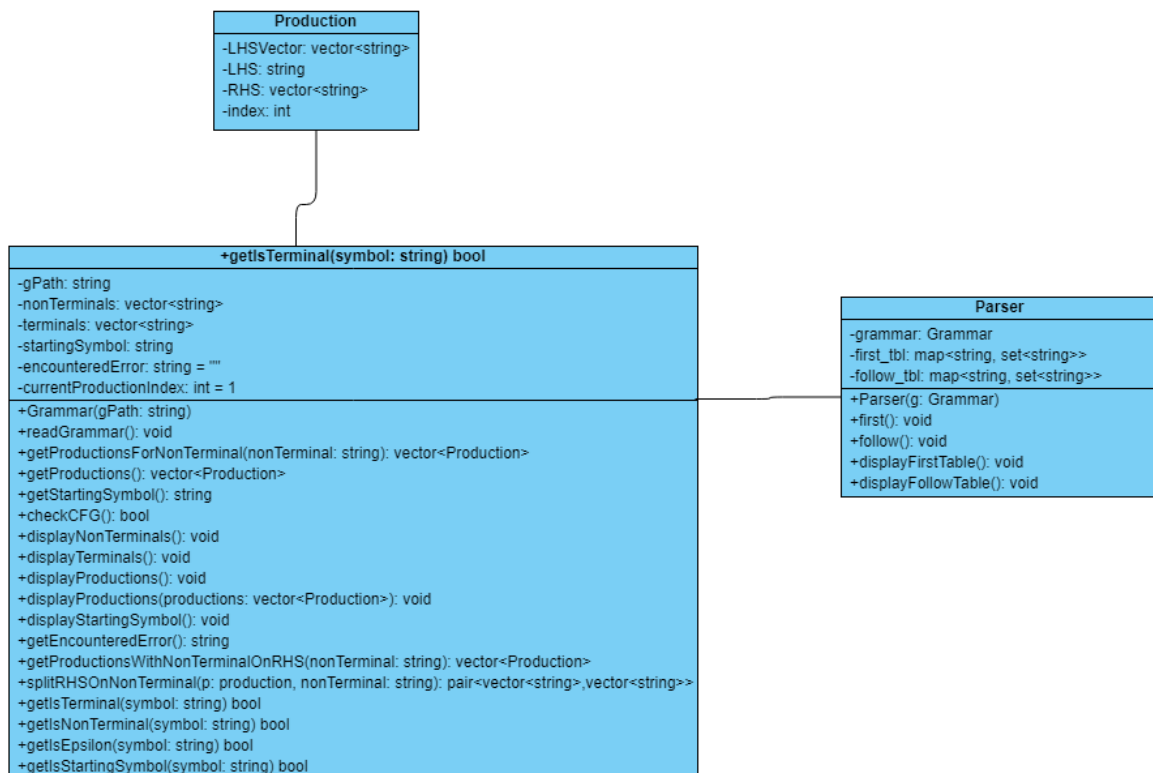 Production
-LHSVector: vector<string>
-LHS: string
-RHS: vector<string>
-index: int
+getIsTerminal(symbol: string) bool
-gPath: string
-nonTerminals: vector<string>
-terminals: vector<string>
-startingSymbol: string
-encounteredError: string = ""
-currentProductionIndex: int = 1
+Grammar(gPath: string)
+readGrammar(): void
+getProductionsForNonTerminal(nonTerminal: string): vector<Production>
+getProductions(): vector<Production>
+getStartingSymbol(): string
+checkCFG(): bool
+displayNonTerminals(): void
+displayTerminals(): void
+displayProductions(): void
+displayProductions(productions: vector<Production>): void
+displayStartingSymbol(): void
+getEncounteredError(): string
+getProductionsWithNonTerminalOnRHS(nonTerminal: string): vector<Production>
+splitRHSOnNonTerminal(p: production, nonTerminal: string): pair<vector<string>,vector<string>>
+getIsTerminal(symbol: string) bool
+getIsNonTerminal(symbol: string) bool
+getIsEpsilon(symbol: string) bool
+getIsStartingSymbol(symbol: string) bool
Parser
-grammar: Grammar
-first_tbl: map<string, set<string>>
-follow_tbl: map<string, set<string>>
+Parser(g: Grammar)
+first(): void
+follow(): void
+displayFirstTable(): void
+displayFollowTable(): void